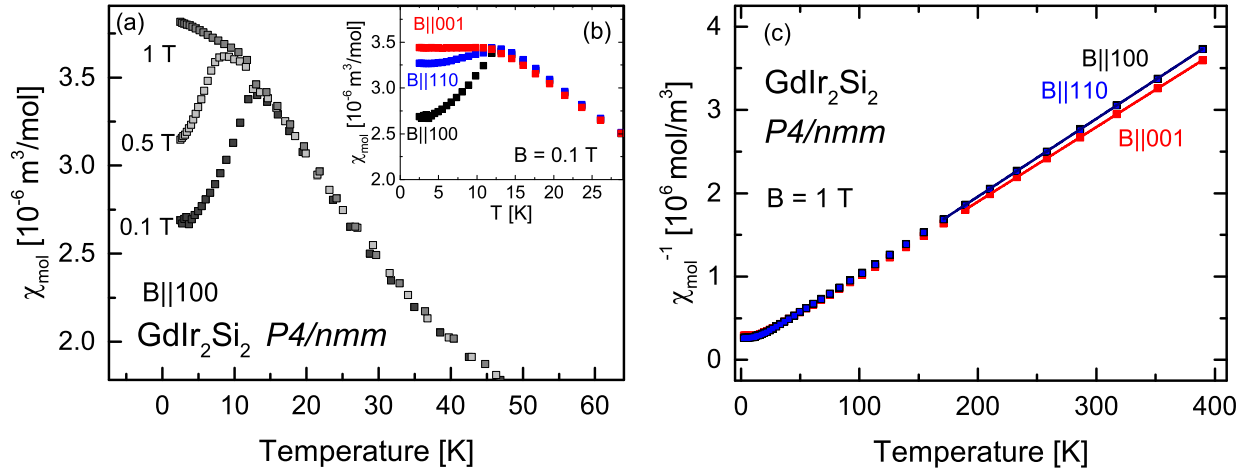 (a)
1 T
0.5 T
0.1 T
B||100
GdIr₂Si₂ P4/nmm
χmol [10⁻⁶ m³/mol]
3.5
3.0
2.5
2.0
0 10 20 30 40 50 60
Temperature [K]
(b)
B||001
B||110
B||100
B = 0.1 T
χmol [10⁻⁶ m³/mol]
4.0
3.5
3.0
2.5
2.0
0 5 10 15 20 25
T [K]
(c)
GdIr₂Si₂
P4/nmm
B = 1 T
B||100
B||110
B||001
χmol⁻¹ [10⁶ mol/m³]
4
3
2
1
0
0 100 200 300 400
Temperature [K]